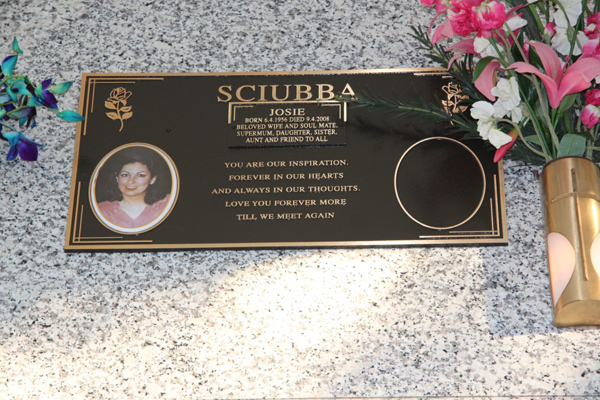 SCIUBBA
JOSIE
BORN 6.4.1956 DIED 9.4.2008
BELOVED WIFE AND SOUL MATE,
SUPERMUM, DAUGHTER, SISTER,
AUNT AND FRIEND TO ALL
YOU ARE OUR INSPIRATION.
FOREVER IN OUR HEARTS
AND ALWAYS IN OUR THOUGHTS.
LOVE YOU FOREVER MORE
TILL WE MEET AGAIN